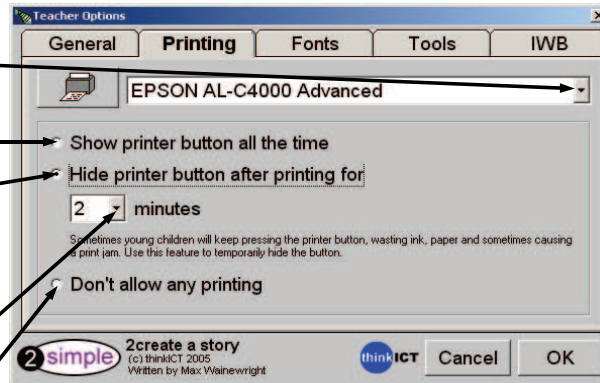 Teacher Options
General Printing Fonts Tools IWB
EPSON AL-C4000 Advanced
Show printer button all the time
Hide printer button after printing for
2 minutes
Sometimes young children will keep pressing the printer button, wasting ink, paper and sometimes causing
a print jam. Use this feature to temporarily hide the button.
Don't allow any printing
2simple
2create a story
(c) thinkICT 2005
Written by Max Wainewright
thinkICT
Cancel
OK